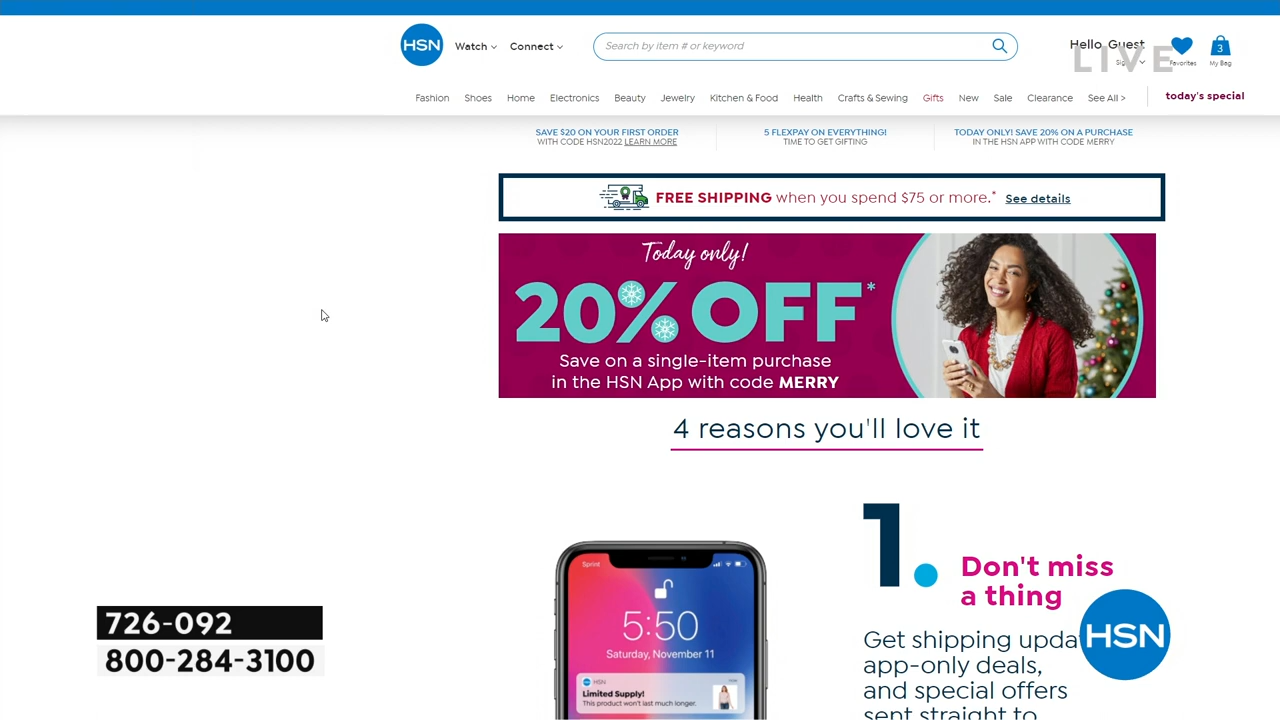 HSN
Watch
Connect
Search by item # or keyword
Hello, Guest
LIVE
Favorites
3
My Bag
Fashion Shoes Home Electronics Beauty Jewelry Kitchen & Food Health Crafts & Sewing Gifts New Sale Clearance See All >
today's special
SAVE $20 ON YOUR FIRST ORDER
WITH CODE HSN2022 LEARN MORE
5 FLEXPAY ON EVERYTHING!
TIME TO GET GIFTING
TODAY ONLY! SAVE 20% ON A PURCHASE
IN THE HSN APP WITH CODE MERRY
FREE SHIPPING when you spend $75 or more.* See details
Today only!
20% OFF*
Save on a single-item purchase
in the HSN App with code MERRY
4 reasons you'll love it
1.
Don't miss
a thing
Get shipping upda
app-only deals,
and special offers
sent straight to
HSN
Sprint
5:50
Saturday, November 11
HSN
now
Limited Supply!
This product won't last much longer.
726-092
800-284-3100